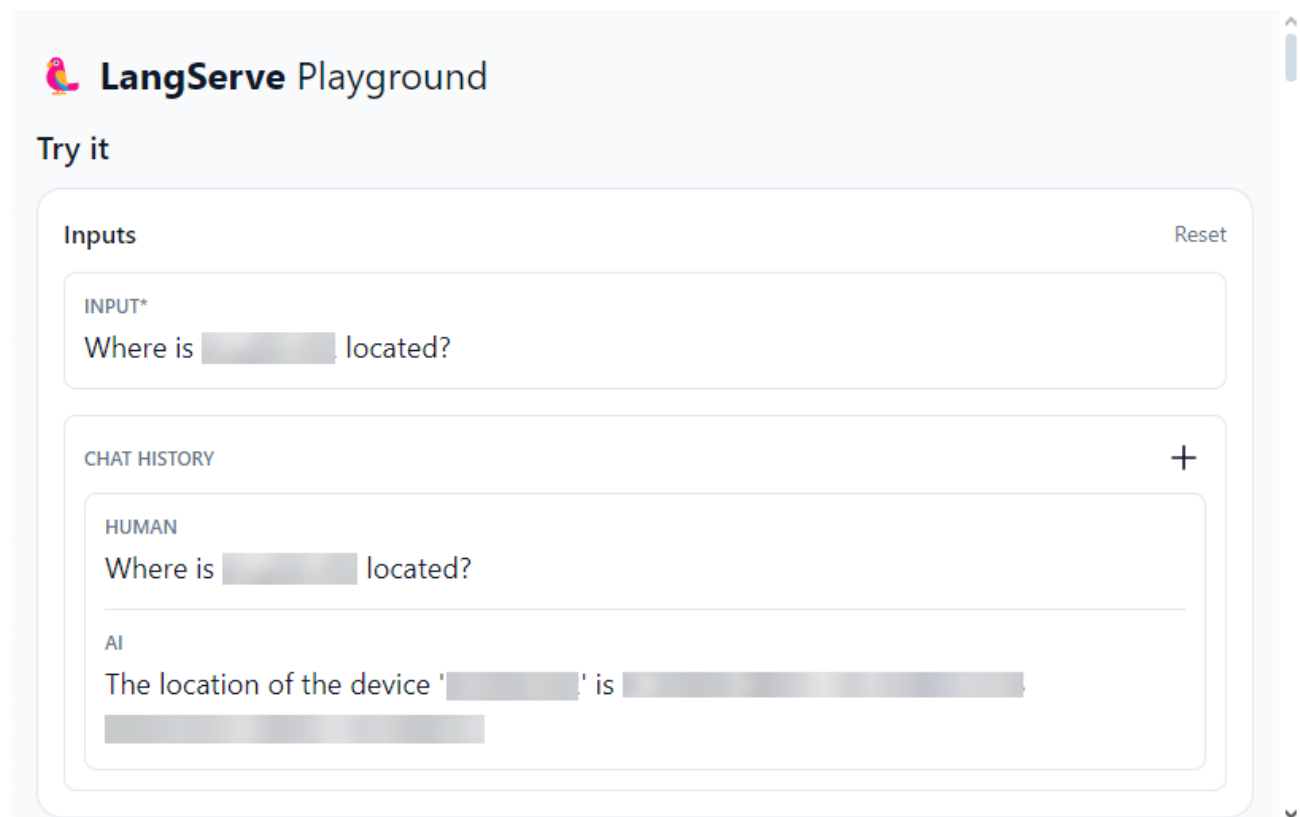 LangServe Playground
Try it
Inputs
Reset
INPUT*
Where is located?
CHAT HISTORY
HUMAN
Where is located?
AI
The location of the device ' ' is